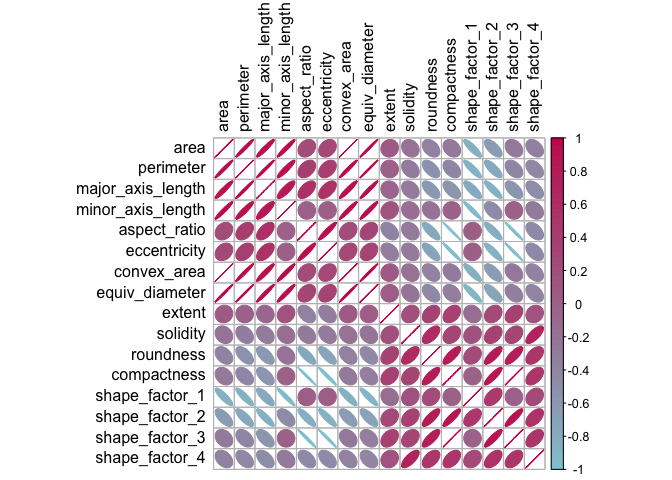 area
perimeter
major_axis_length
minor_axis_length
aspect_ratio
eccentricity
convex_area
equiv_diameter
extent
solidity
roundness
compactness
shape_factor_1
shape_factor_2
shape_factor_3
shape_factor_4
area
perimeter
major_axis_length
minor_axis_length
aspect_ratio
eccentricity
convex_area
equiv_diameter
extent
solidity
roundness
compactness
shape_factor_1
shape_factor_2
shape_factor_3
shape_factor_4
1
0.8
0.6
0.4
0.2
0
-0.2
-0.4
-0.6
-0.8
-1